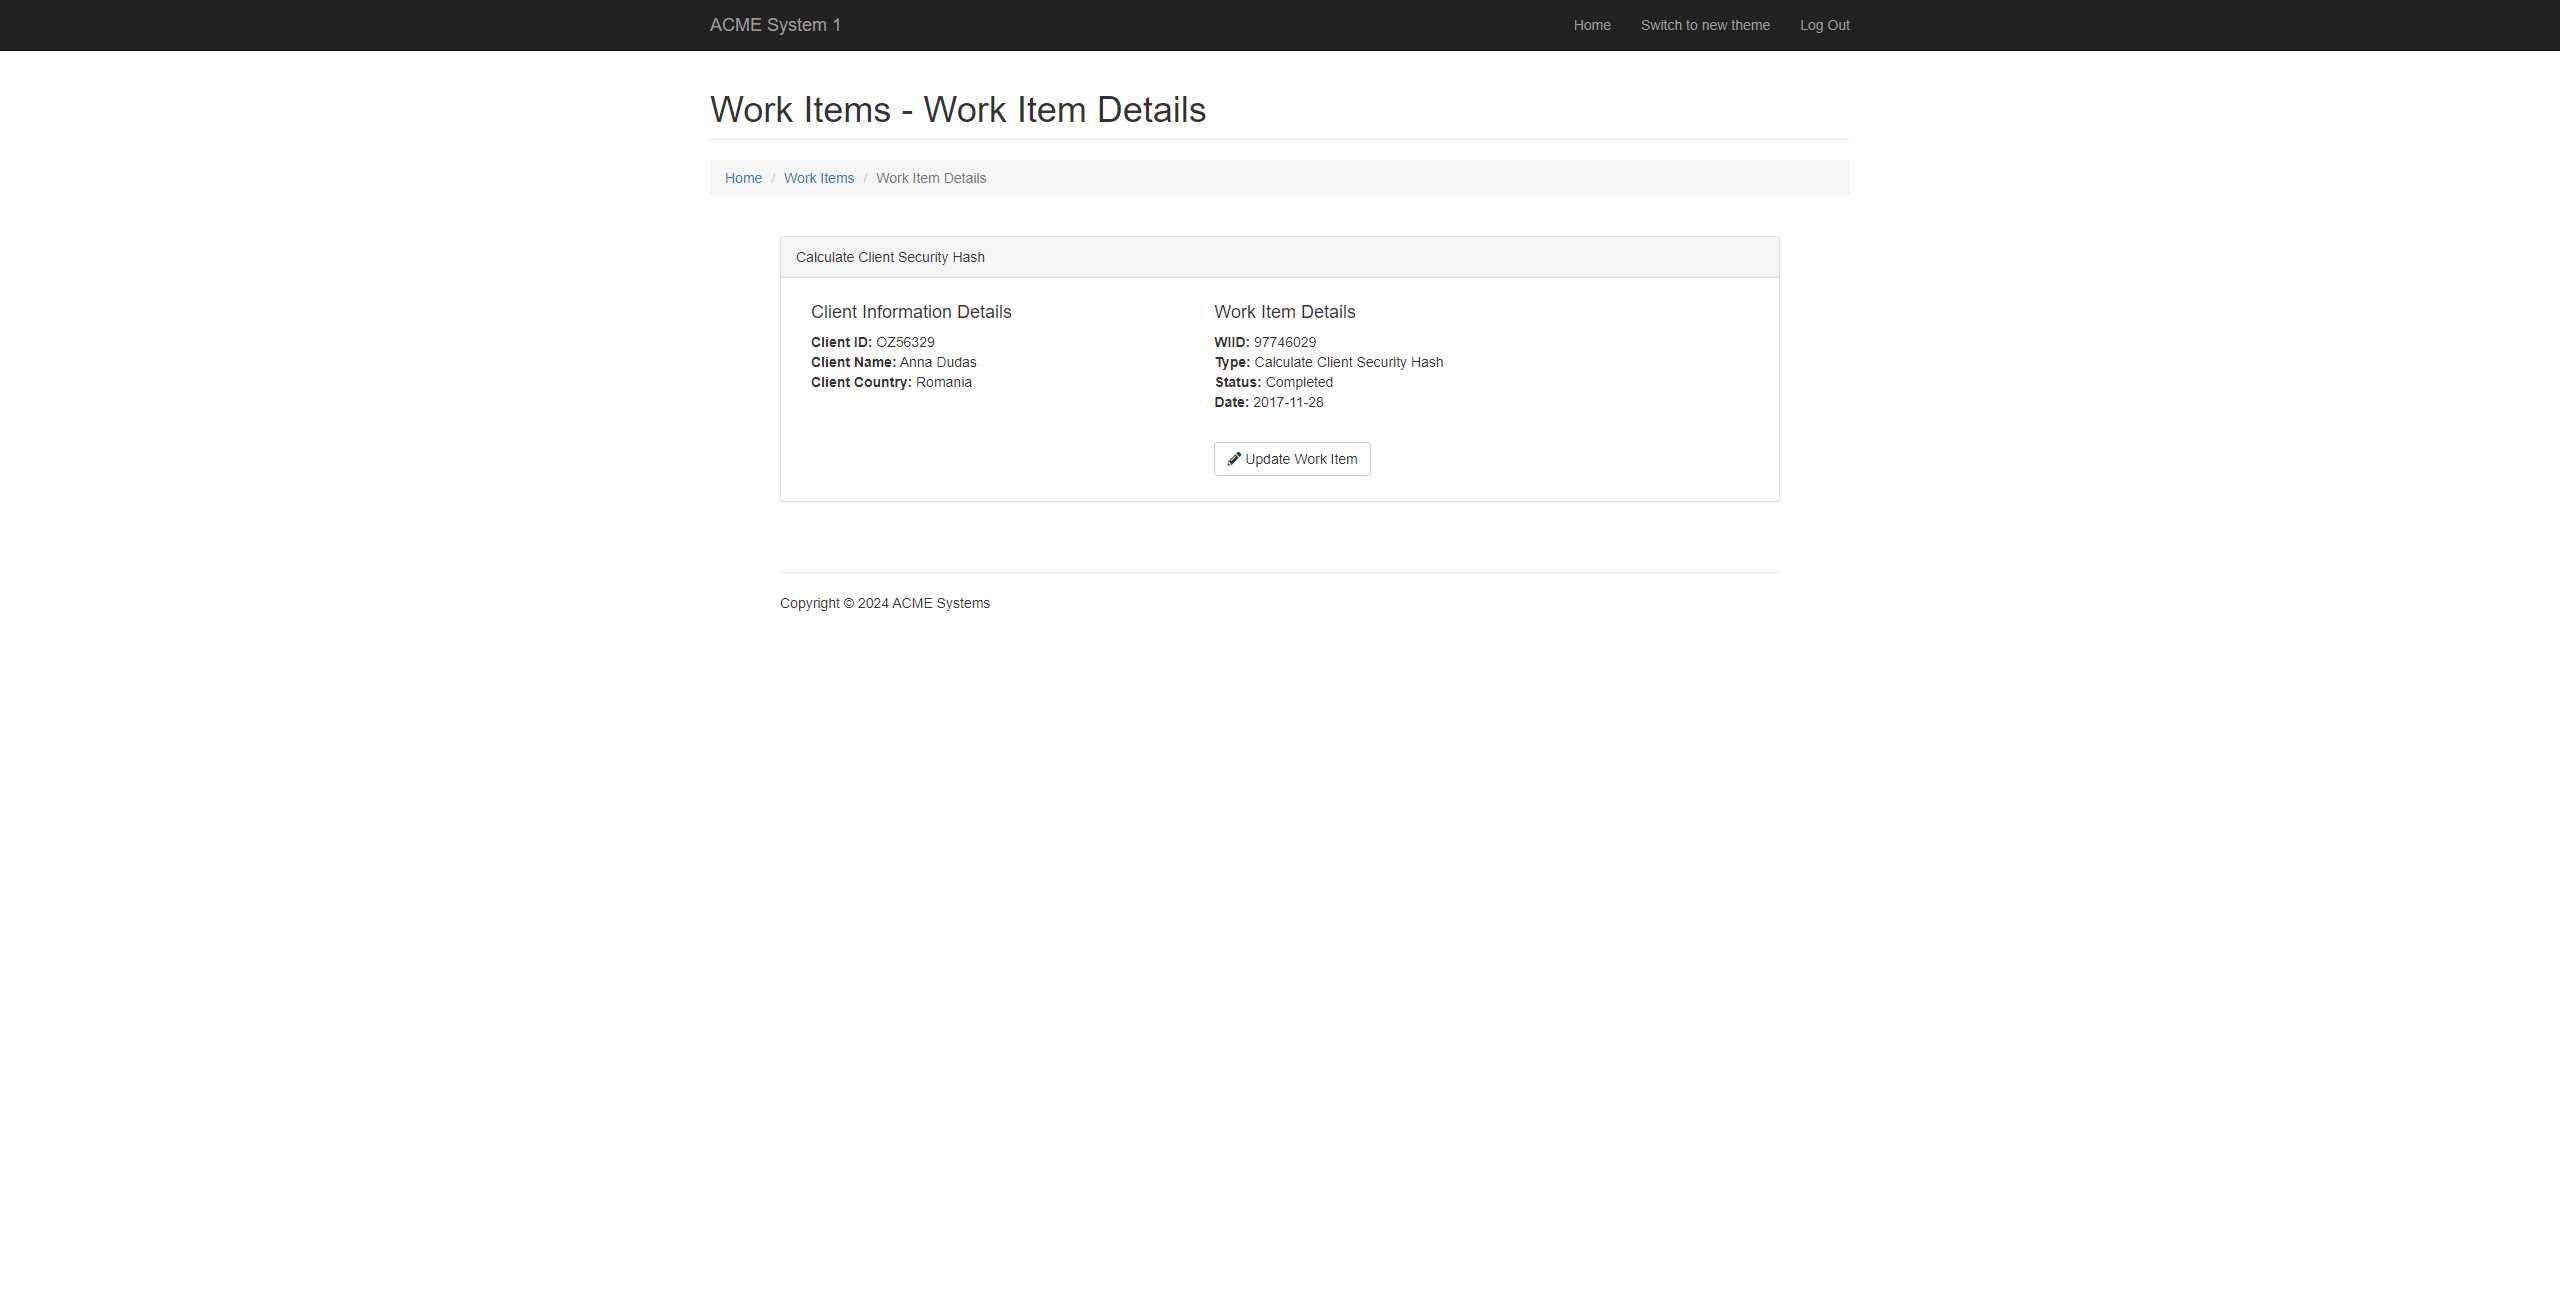 ACME System 1
Home
Switch to new theme
Log Out
Work Items - Work Item Details
Home / Work Items / Work Item Details
Calculate Client Security Hash
Client Information Details
Client ID: OZ56329
Client Name: Anna Dudas
Client Country: Romania
Work Item Details
WIID: 97746029
Type: Calculate Client Security Hash
Status: Completed
Date: 2017-11-28
Update Work Item
Copyright © 2024 ACME Systems